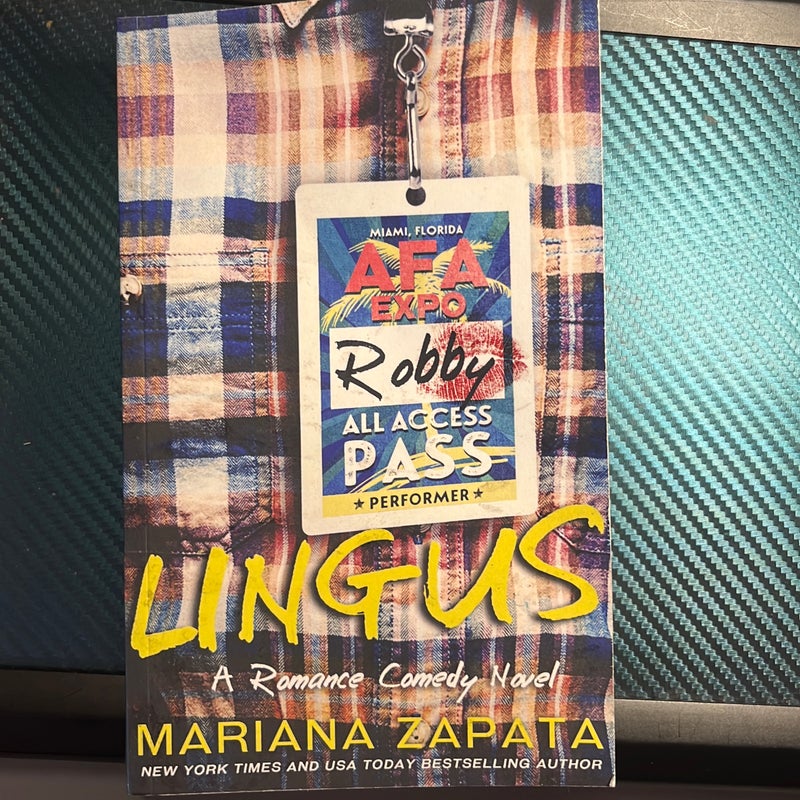 MIAMI, FLORIDA
AFA
EXPO
Robby
ALL ACCESS
PASS
★ PERFORMER ★
LINGUS
A Romance Comedy Novel
MARIANA ZAPATA
NEW YORK TIMES AND USA TODAY BESTSELLING AUTHOR